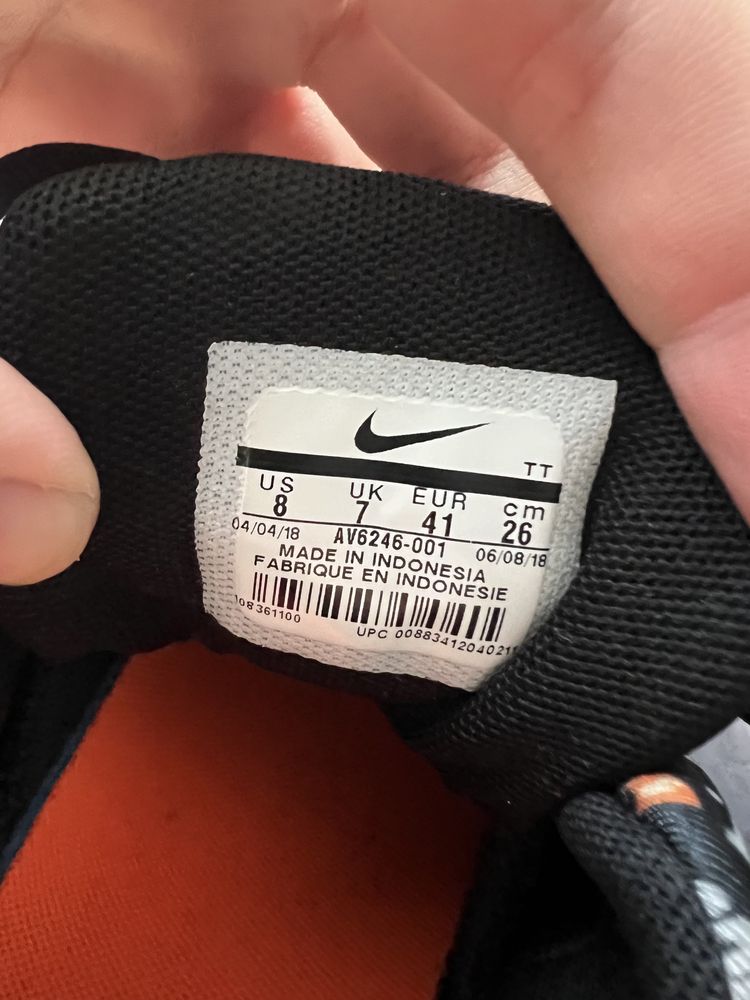 TT
US UK EUR cm
8 7 41 26
04/04/18 AV6246-001 06/08/18
MADE IN INDONESIA
FABRIQUE EN INDONESIE
108361100
UPC 00883412040211